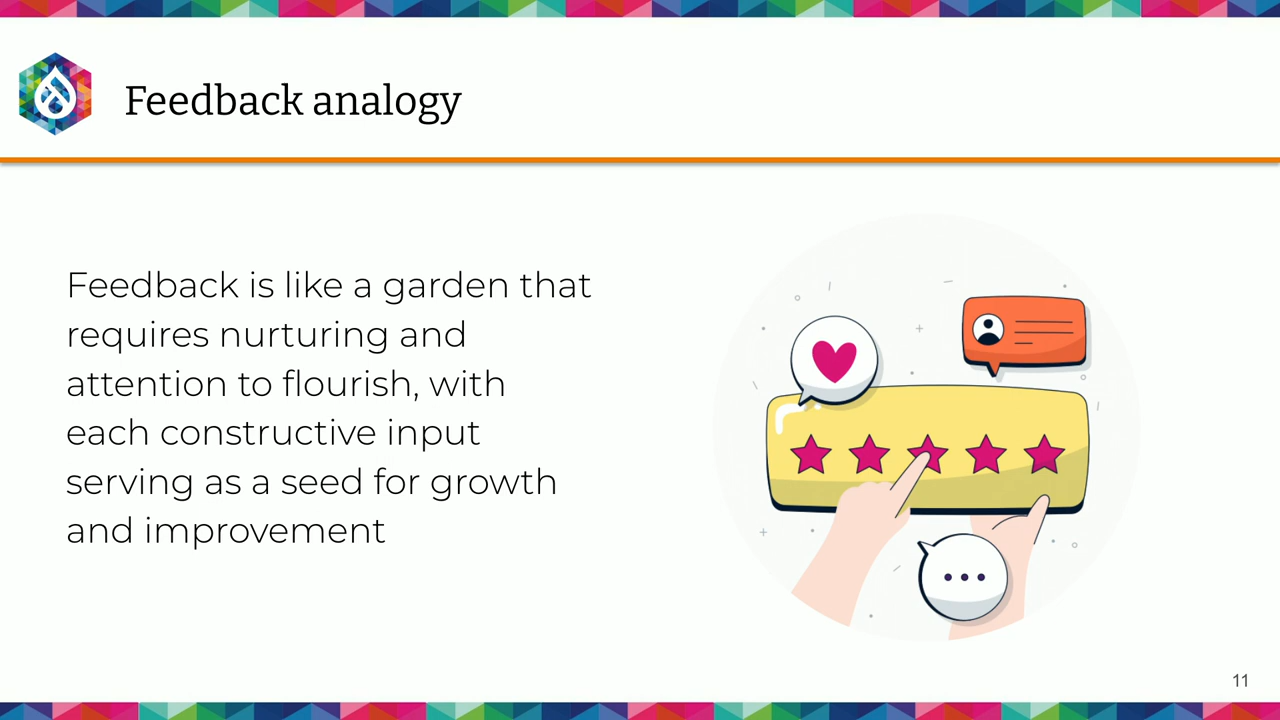 Feedback analogy
Feedback is like a garden that
requires nurturing and
attention to flourish, with
each constructive input
serving as a seed for growth
and improvement
11